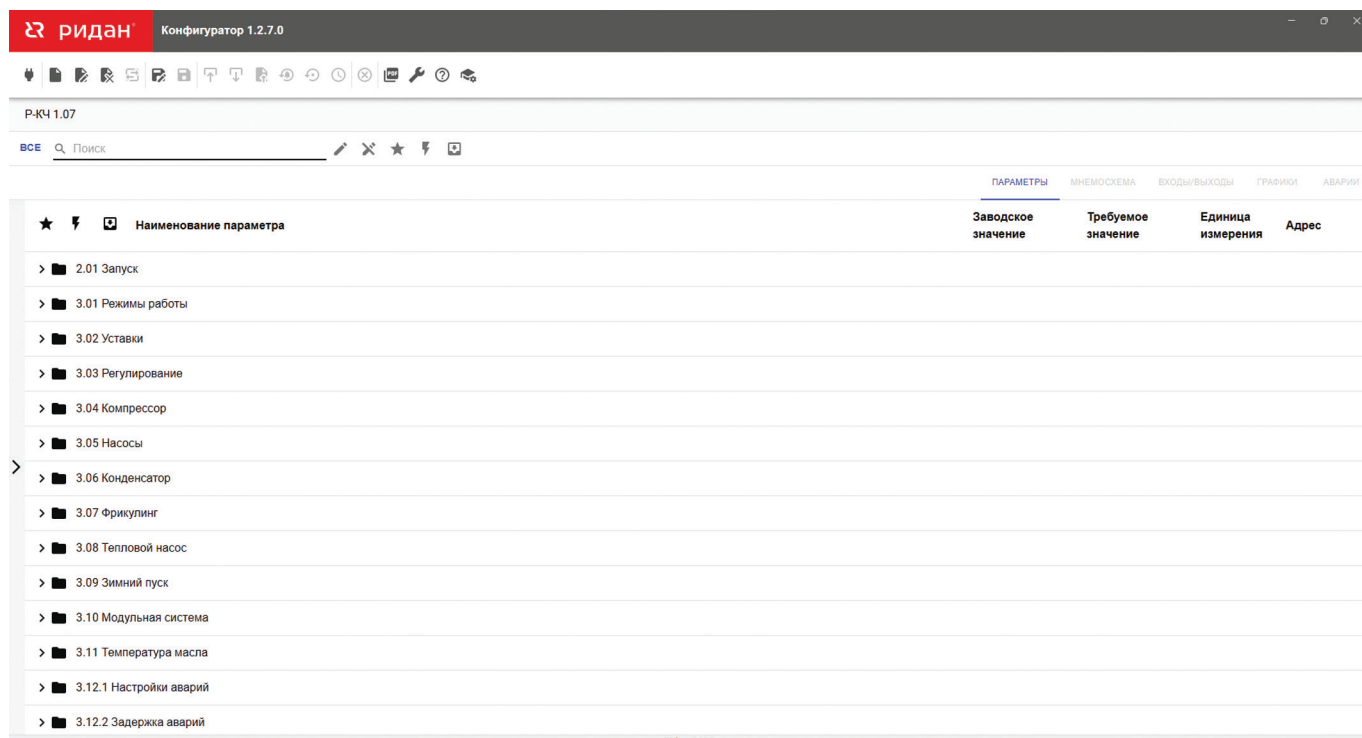 ридан Конфигуратор 1.2.7.0
PDF
Р-КЧ 1.07
ВСЕ Поиск
ПАРАМЕТРЫ МНЕМОСХЕМА ВХОДЫ/ВЫХОДЫ ГРАФИКИ АВАРИИ
Наименование параметра Заводское значение Требуемое значение Единица измерения Адрес
2.01 Запуск
3.01 Режимы работы
3.02 Уставки
3.03 Регулирование
3.04 Компрессор
3.05 Насосы
3.06 Конденсатор
3.07 Фрикулинг
3.08 Тепловой насос
3.09 Зимний пуск
3.10 Модульная система
3.11 Температура масла
3.12.1 Настройки аварий
3.12.2 Задержка аварий